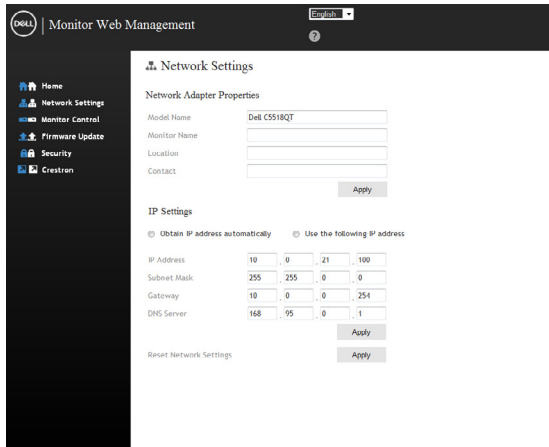 DELL
Monitor Web Management
English
?
Home
Network Settings
Monitor Control
Firmware Update
Security
Crestron
Network Settings
Network Adapter Properties
Model Name Dell C5518QT
Monitor Name
Location
Contact
Apply
IP Settings
Obtain IP address automatically Use the following IP address
IP Address 10 . 0 . 21 . 100
Subnet Mask 255 . 255 . 0 . 0
Gateway 10 . 0 . 0 . 254
DNS Server 168 . 95 . 0 . 1
Apply
Reset Network Settings Apply